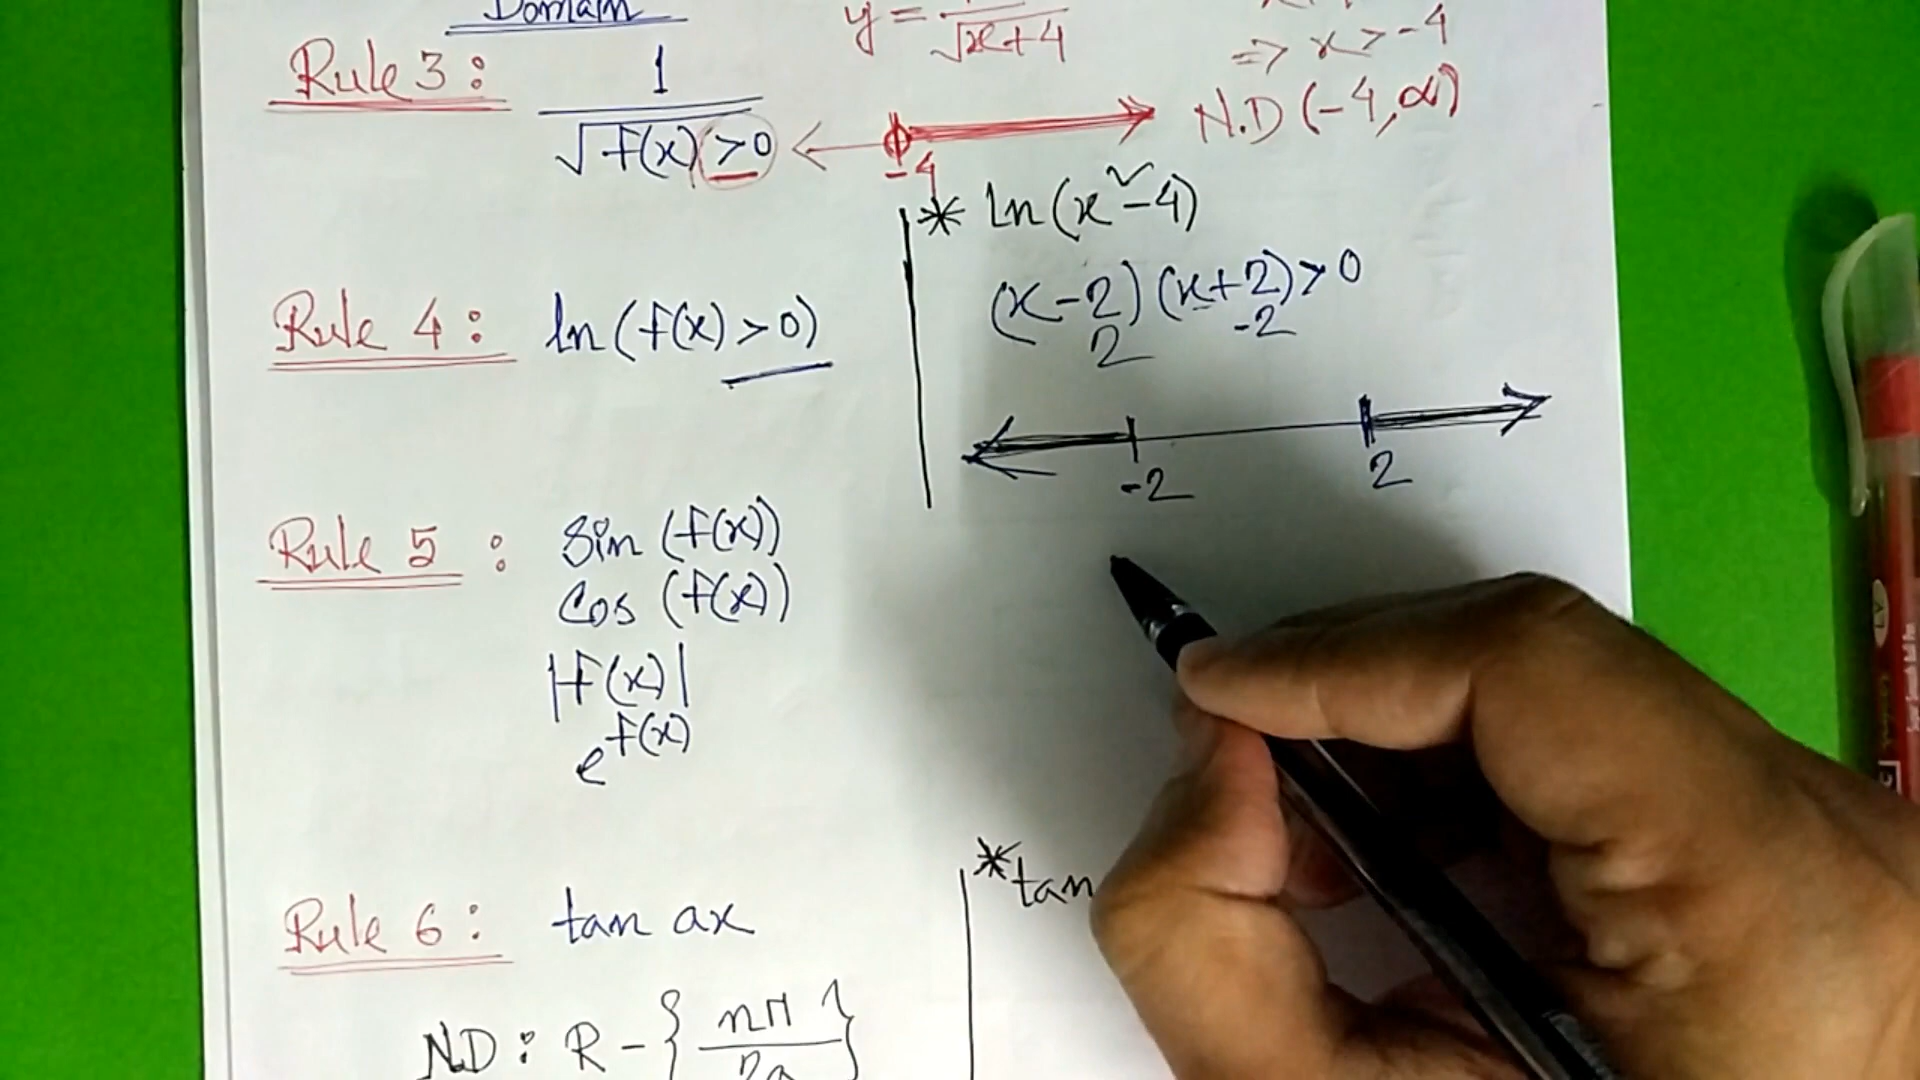 Domain
Rule 3 : 1 / √f(x) >0
y = 1 / √x+4
=> x > -4
N.D (-4, ∞)
-4
Rule 4 : ln (f(x) > 0)
* ln (x² -4)
(x-2) (x+2) > 0
2 -2
-2 2
Rule 5 : Sin (f(x))
Cos (f(x))
|f(x)|
e^f(x)
Rule 6 : tan ax
* tan
N.D : R - { nπ / 2a }